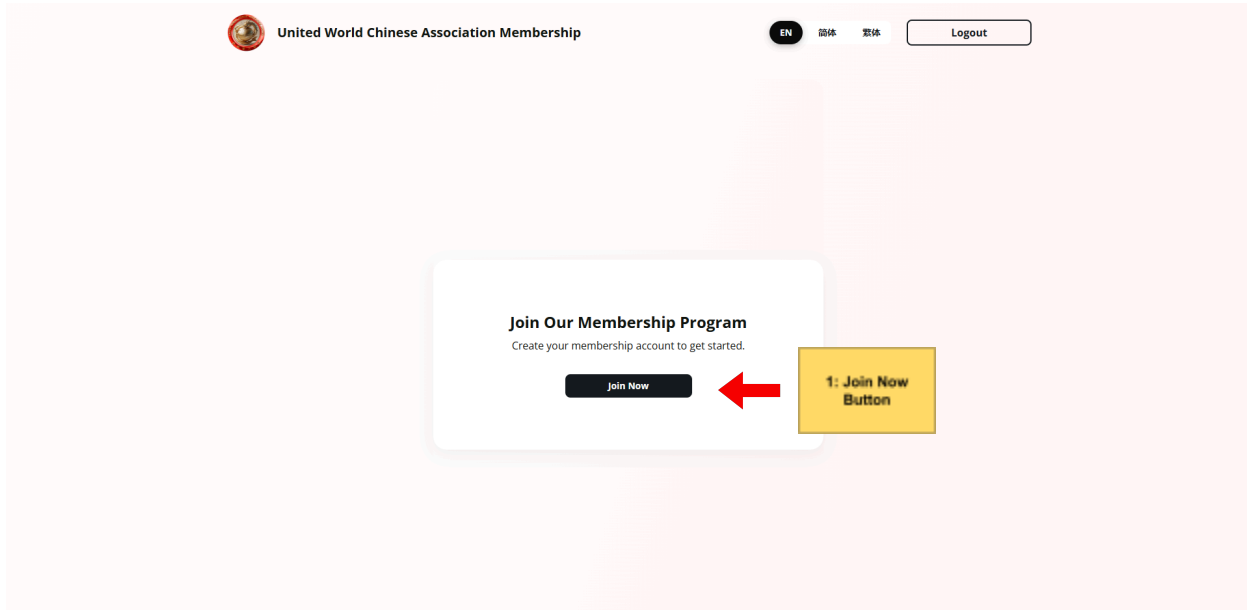 United World Chinese Association Membership
EN 简体 繁体 Logout
Join Our Membership Program
Create your membership account to get started.
Join Now
1: Join Now
Button